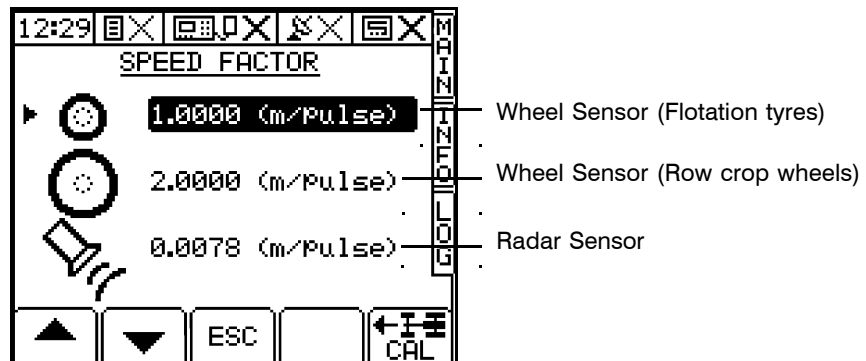 12:29
SPEED FACTOR
1.0000 (m/pulse)
2.0000 (m/pulse)
0.0078 (m/pulse)
ESC
CAL
MAIN
INFO
LOG
Wheel Sensor (Flotation tyres)
Wheel Sensor (Row crop wheels)
Radar Sensor